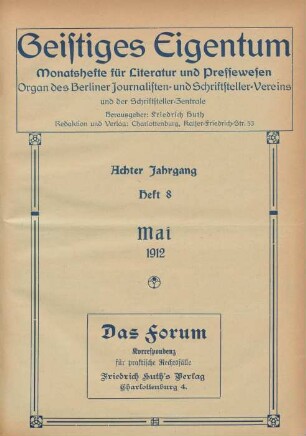 Geistiges Eigentum
Monatshefte für Literatur und Pressewesen
Organ des Berliner Journalisten- und Schriftsteller-Vereins
und der Schriftsteller-Zentrale
Herausgeber: Friedrich Huth
Redaktion und Verlag: Charlottenburg, Kaiser-Friedrich-Str. 53
Achter Jahrgang
Heft 8
Mai
1912
Das Forum
Korrespondenz
für praktische Rechtsfälle
Friedrich Huth's Verlag
Charlottenburg 4.